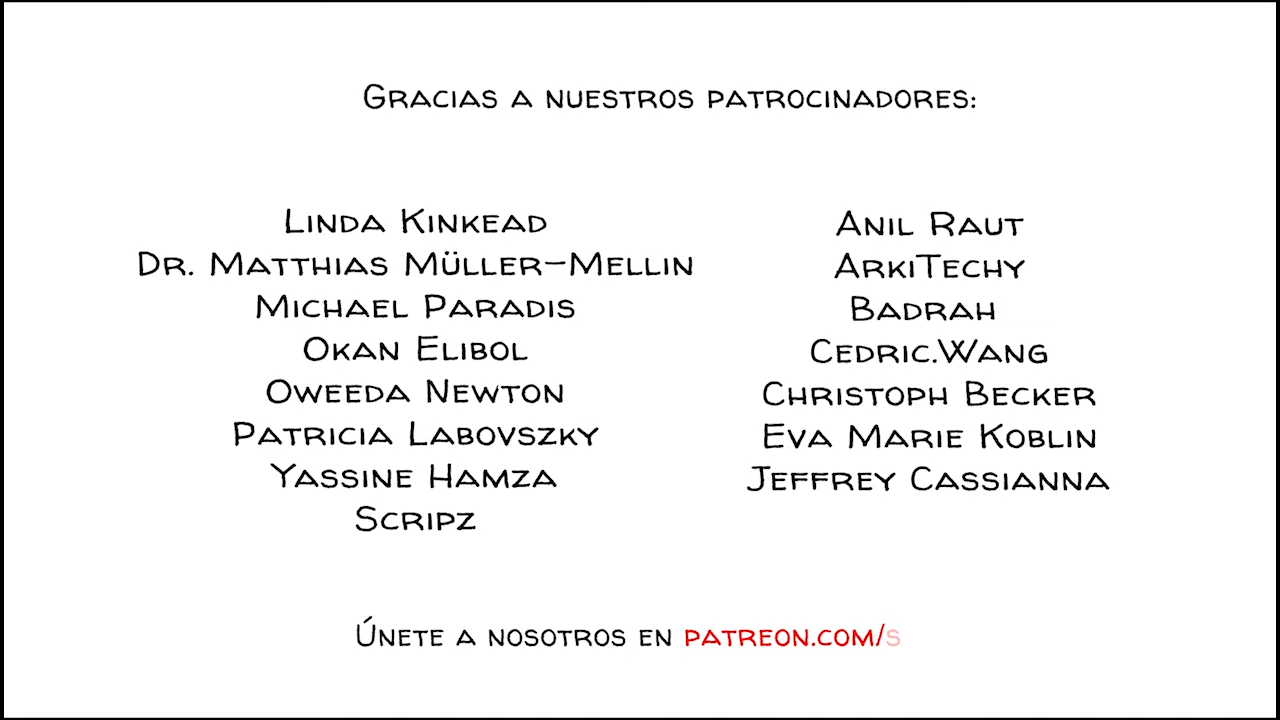 Gracias a nuestros patrocinadores:
Linda Kinkead
Dr. Matthias Müller-Mellin
Michael Paradis
Okan Elibol
Oweeda Newton
Patricia Labovszky
Yassine Hamza
Scripz
Anil Raut
ArkiTechy
Badrah
Cedric.Wang
Christoph Becker
Eva Marie Koblin
Jeffrey Cassianna
Únete a nosotros en patreon.com/s